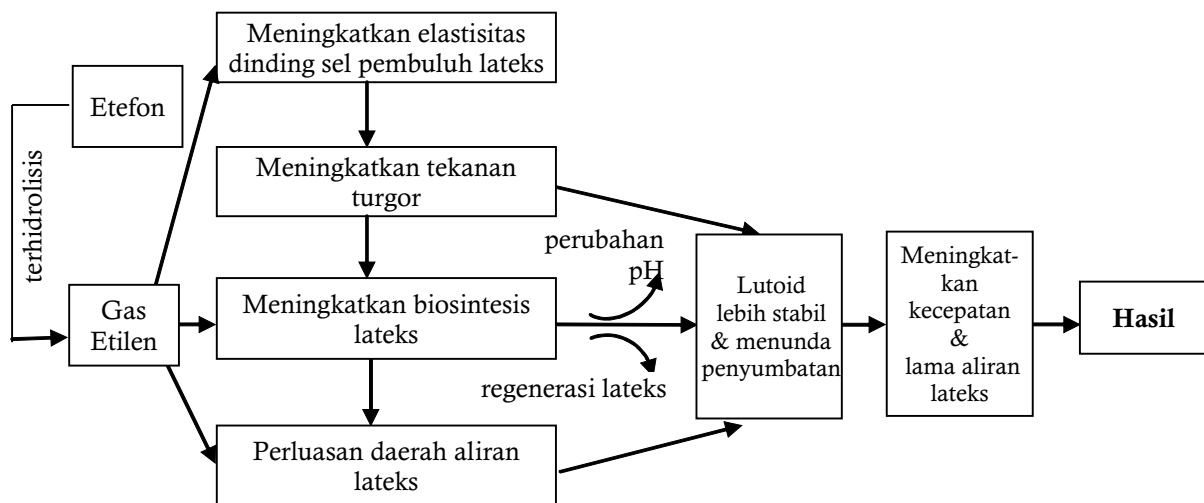 Meningkatkan elastisitas
dinding sel pembuluh lateks
Etefon
terhidrolisis
Meningkatkan tekanan
turgor
perubahan
pH
Gas
Etilen
Meningkatkan biosintesis
lateks
regenerasi lateks
Lutoid
lebih stabil
& menunda
penyumbatan
Meningkat-
kan
kecepatan
&
lama aliran
lateks
Hasil
Perluasan daerah aliran
lateks